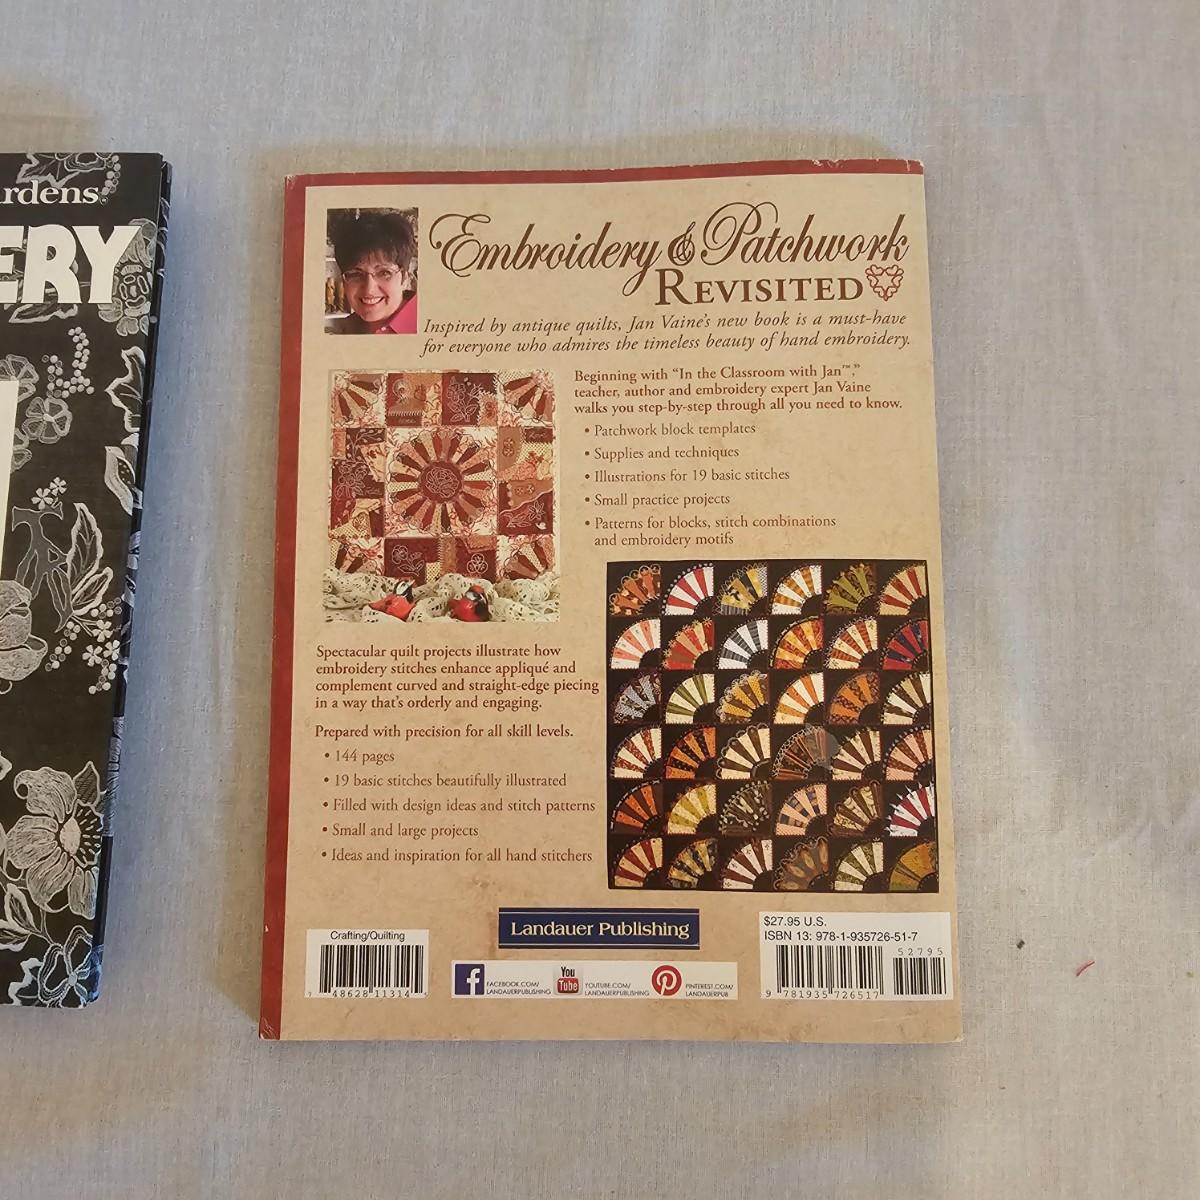 rdens
ERY
Embroidery & Patchwork
REVISITED
Inspired by antique quilts, Jan Vaine's new book is a must-have
for everyone who admires the timeless beauty of hand embroidery.
Beginning with "In the Classroom with Jan™,"
teacher, author and embroidery expert Jan Vaine
walks you step-by-step through all you need to know.
• Patchwork block templates
• Supplies and techniques
• Illustrations for 19 basic stitches
• Small practice projects
• Patterns for blocks, stitch combinations
and embroidery motifs
Spectacular quilt projects illustrate how
embroidery stitches enhance appliqué and
complement curved and straight-edge piecing
in a way that's orderly and engaging.
Prepared with precision for all skill levels.
• 144 pages
• 19 basic stitches beautifully illustrated
• Filled with design ideas and stitch patterns
• Small and large projects
• Ideas and inspiration for all hand stitchers
Landauer Publishing
Crafting/Quilting
7 48628 11314
FACEBOOK.COM/
LANDAUERPUBLISHING
You
Tube
YOUTUBE.COM/
LANDAUERPUBLISHING
PINTEREST.COM/
LANDAUERPUB
$27.95 U.S.
ISBN 13: 978-1-935726-51-7
52795
9 781935 726517